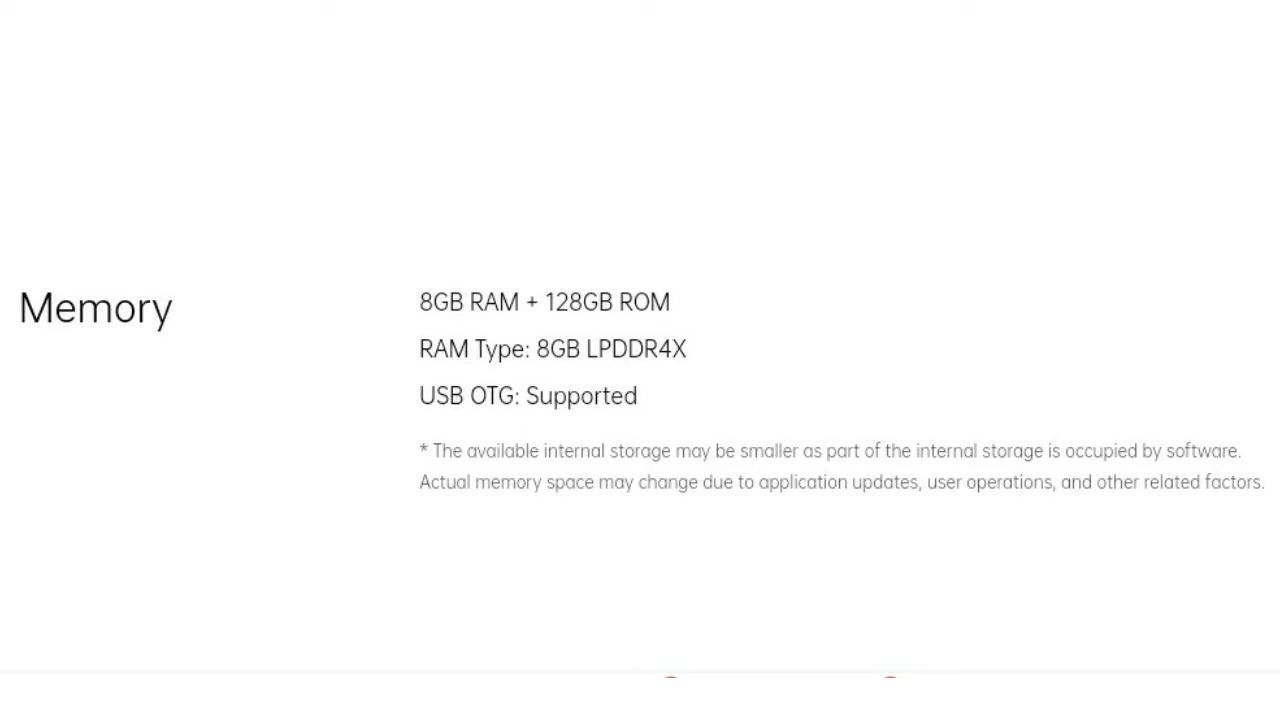 Memory
8GB RAM + 128GB ROM
RAM Type: 8GB LPDDR4X
USB OTG: Supported
* The available internal storage may be smaller as part of the internal storage is occupied by software.
Actual memory space may change due to application updates, user operations, and other related factors.